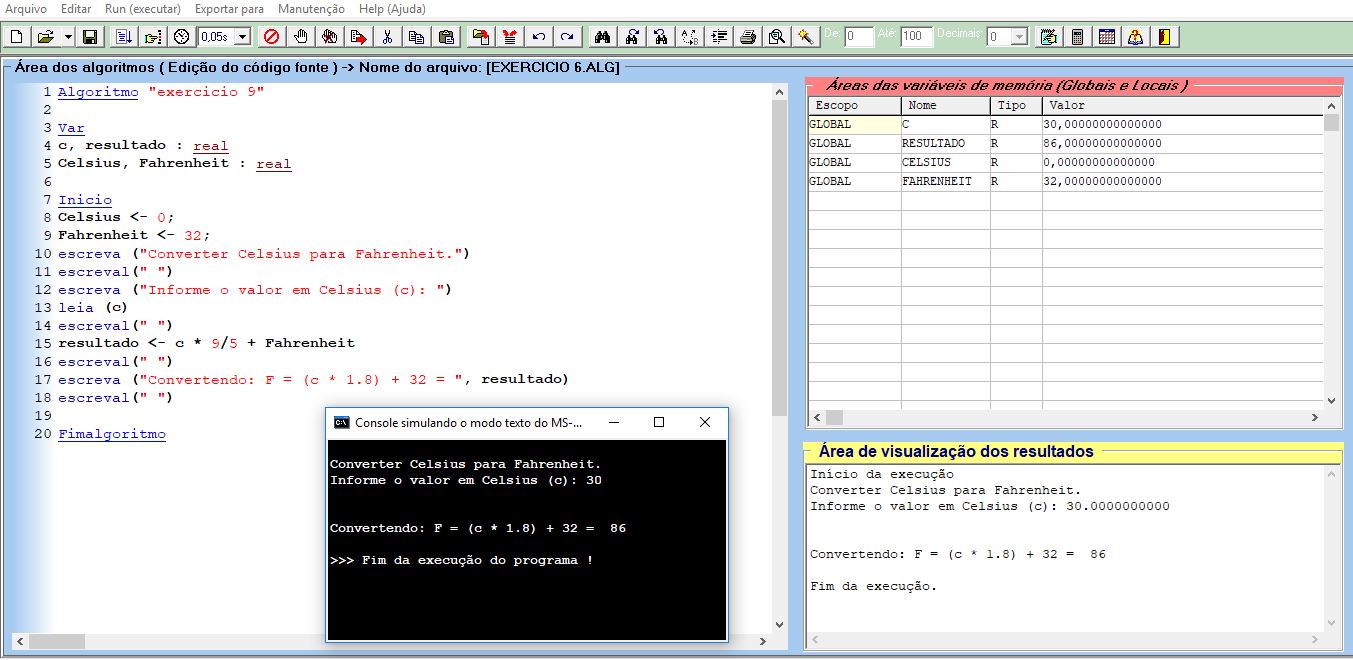 Arquivo Editar Run (executar) Exportar para Manutenção Help (Ajuda)
0,05s De: 0 Até: 100 Decimais: 0
Área dos algoritmos ( Edição do código fonte ) -> Nome do arquivo: [EXERCICIO 6.ALG]
1 Algoritmo "exercicio 9"
2
3 Var
4 c, resultado : real
5 Celsius, Fahrenheit : real
6
7 Inicio
8 Celsius <- 0;
9 Fahrenheit <- 32;
10 escreva ("Converter Celsius para Fahrenheit.")
11 escreval(" ")
12 escreva ("Informe o valor em Celsius (c): ")
13 leia (c)
14 escreval(" ")
15 resultado <- c * 9/5 + Fahrenheit
16 escreval(" ")
17 escreva ("Convertendo: F = (c * 1.8) + 32 = ", resultado)
18 escreval(" ")
19
20 Fimalgoritmo
Console simulando o modo texto do MS-...
Converter Celsius para Fahrenheit.
Informe o valor em Celsius (c): 30
Convertendo: F = (c * 1.8) + 32 =  86
>>> Fim da execução do programa !
Áreas das variáveis de memória (Globais e Locais )
Escopo Nome Tipo Valor
GLOBAL C R 30,00000000000000
GLOBAL RESULTADO R 86,00000000000000
GLOBAL CELSIUS R 0,000000000000000
GLOBAL FAHRENHEIT R 32,00000000000000
Área de visualização dos resultados
Início da execução
Converter Celsius para Fahrenheit.
Informe o valor em Celsius (c): 30.0000000000
Convertendo: F = (c * 1.8) + 32 =  86
Fim da execução.